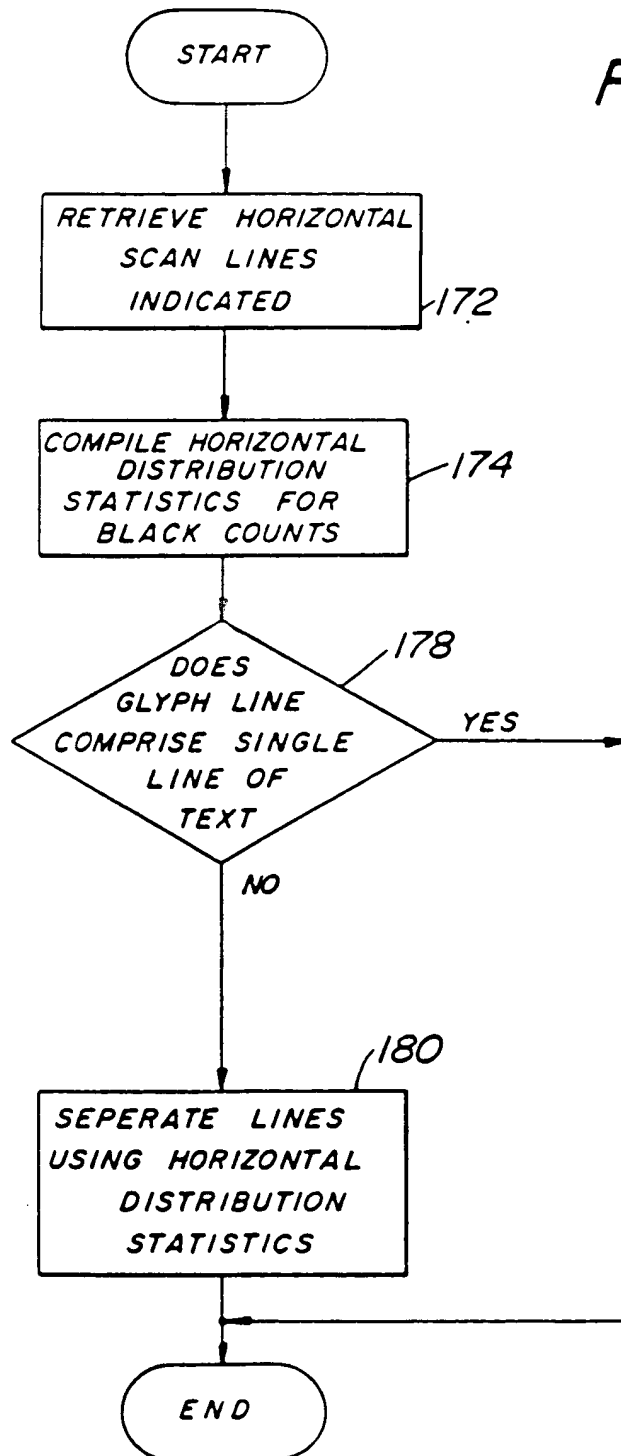 START
RETRIEVE HORIZONTAL
SCAN LINES
INDICATED
172
COMPILE HORIZONTAL
DISTRIBUTION
STATISTICS FOR
BLACK COUNTS
174
178
DOES
GLYPH LINE
COMPRISE SINGLE
LINE OF
TEXT
YES
NO
180
SEPERATE LINES
USING HORIZONTAL
DISTRIBUTION
STATISTICS
END